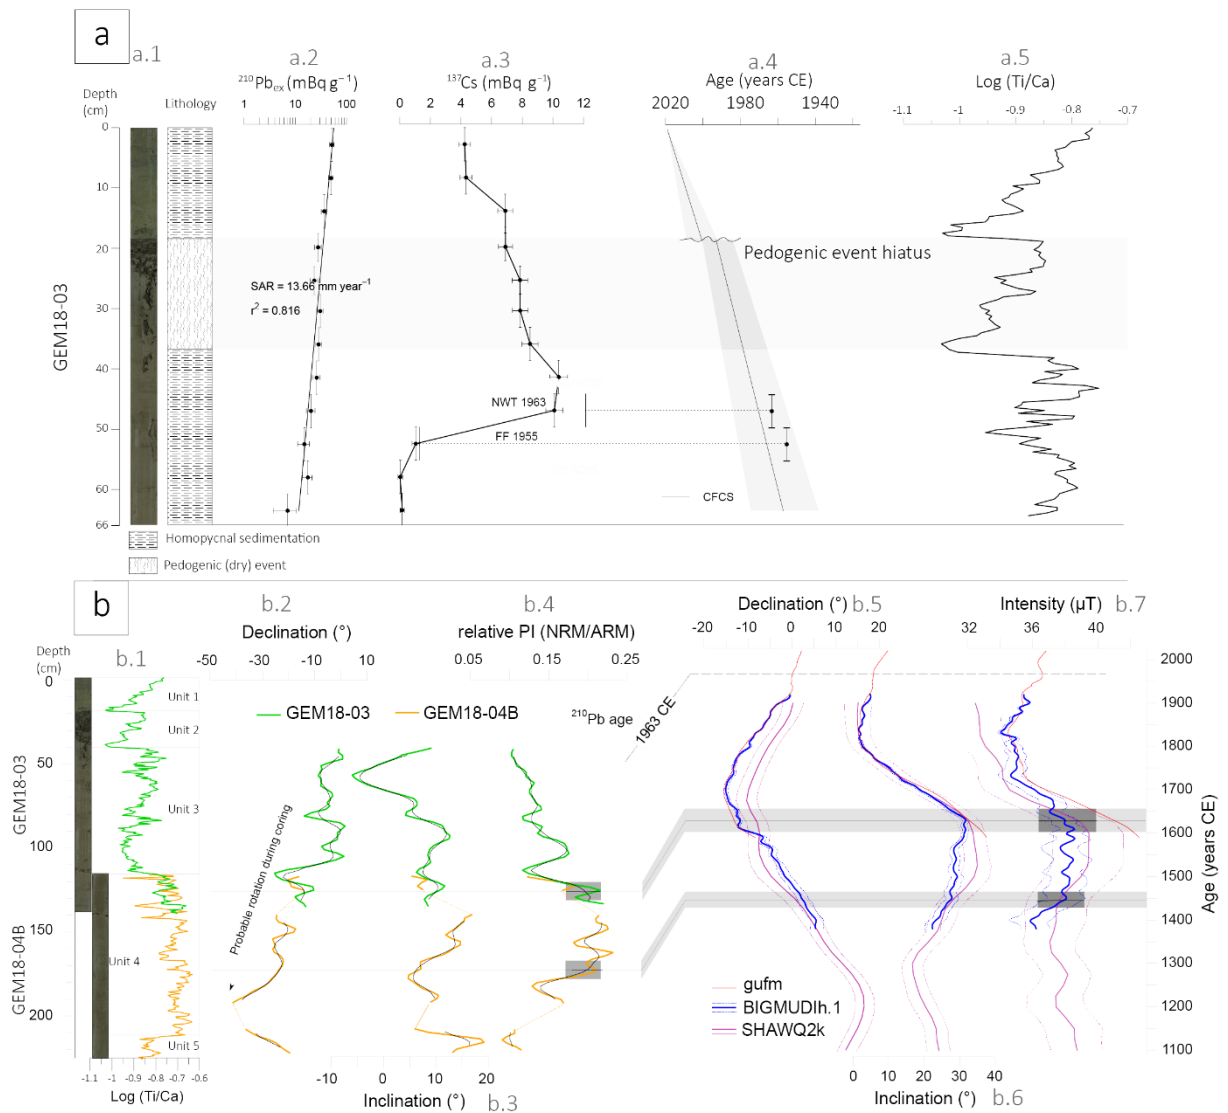 a
a.1
a.2
a.3
a.4
a.5
²¹⁰Pbₑₓ (mBq g⁻¹)
¹³⁷Cs (mBq g⁻¹)
Age (years CE)
Log (Ti/Ca)
Depth
(cm)
Lithology
1 10 100
0 2 4 6 8 10 12
2020 1980 1940
-1.1 -1 -0.9 -0.8 -0.7
0
10
20
30
40
50
60
66
GEM18-03
SAR = 13.66 mm year⁻¹
r² = 0.816
Pedogenic event hiatus
NWT 1963
FF 1955
CFCS
Homopycnal sedimentation
Pedogenic (dry) event
b
b.1
b.2
b.4
b.5
b.7
Declination (°)
relative PI (NRM/ARM)
Declination (°)
Intensity (µT)
Depth
(cm)
-50 -30 -10 10
0.05 0.15 0.25
-20 -10 0 10 20
32 36 40
0
50
100
150
200
GEM18-03
GEM18-04B
Unit 1
Unit 2
Unit 3
Unit 4
Unit 5
GEM18-03
GEM18-04B
²¹⁰Pb age
1963 CE
Probable rotation during coring
2000
1900
1800
1700
1600
1500
1400
1300
1200
1100
Age (years CE)
gufm
BIGMUDIh.1
SHAWQ2k
-1.1 -1 -0.9 -0.8 -0.7 -0.6
Log (Ti/Ca)
-10 0 10 20
Inclination (°)
b.3
0 10 20 30 40
Inclination (°)
b.6